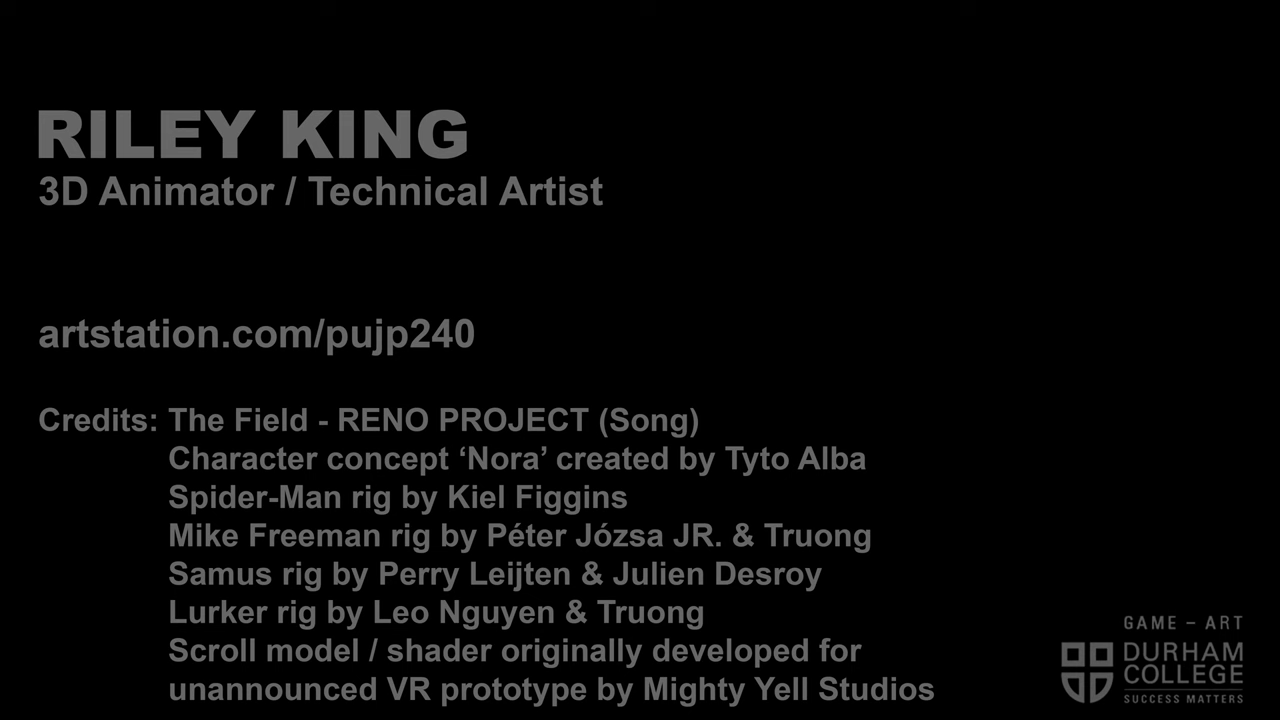 RILEY KING
3D Animator / Technical Artist
artstation.com/pujp240
Credits: The Field - RENO PROJECT (Song)
Character concept ‘Nora’ created by Tyto Alba
Spider-Man rig by Kiel Figgins
Mike Freeman rig by Péter Józsa JR. & Truong
Samus rig by Perry Leijten & Julien Desroy
Lurker rig by Leo Nguyen & Truong
Scroll model / shader originally developed for
unannounced VR prototype by Mighty Yell Studios
GAME – ART
DURHAM
COLLEGE
SUCCESS MATTERS